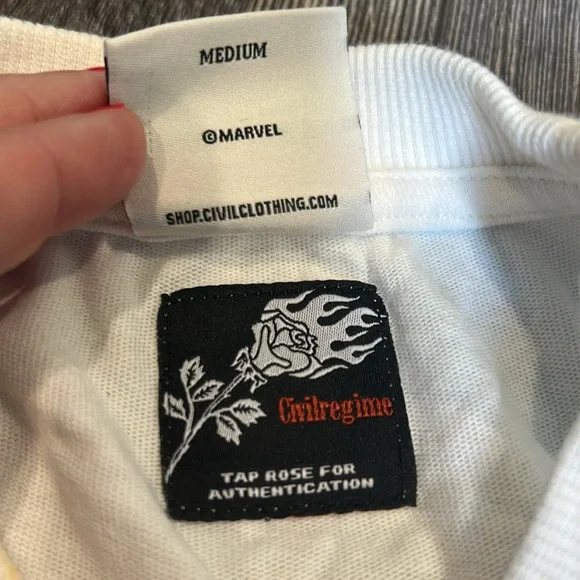 MEDIUM
©MARVEL
SHOP.CIVILCLOTHING.COM
Civilregime
TAP ROSE FOR
AUTHENTICATION